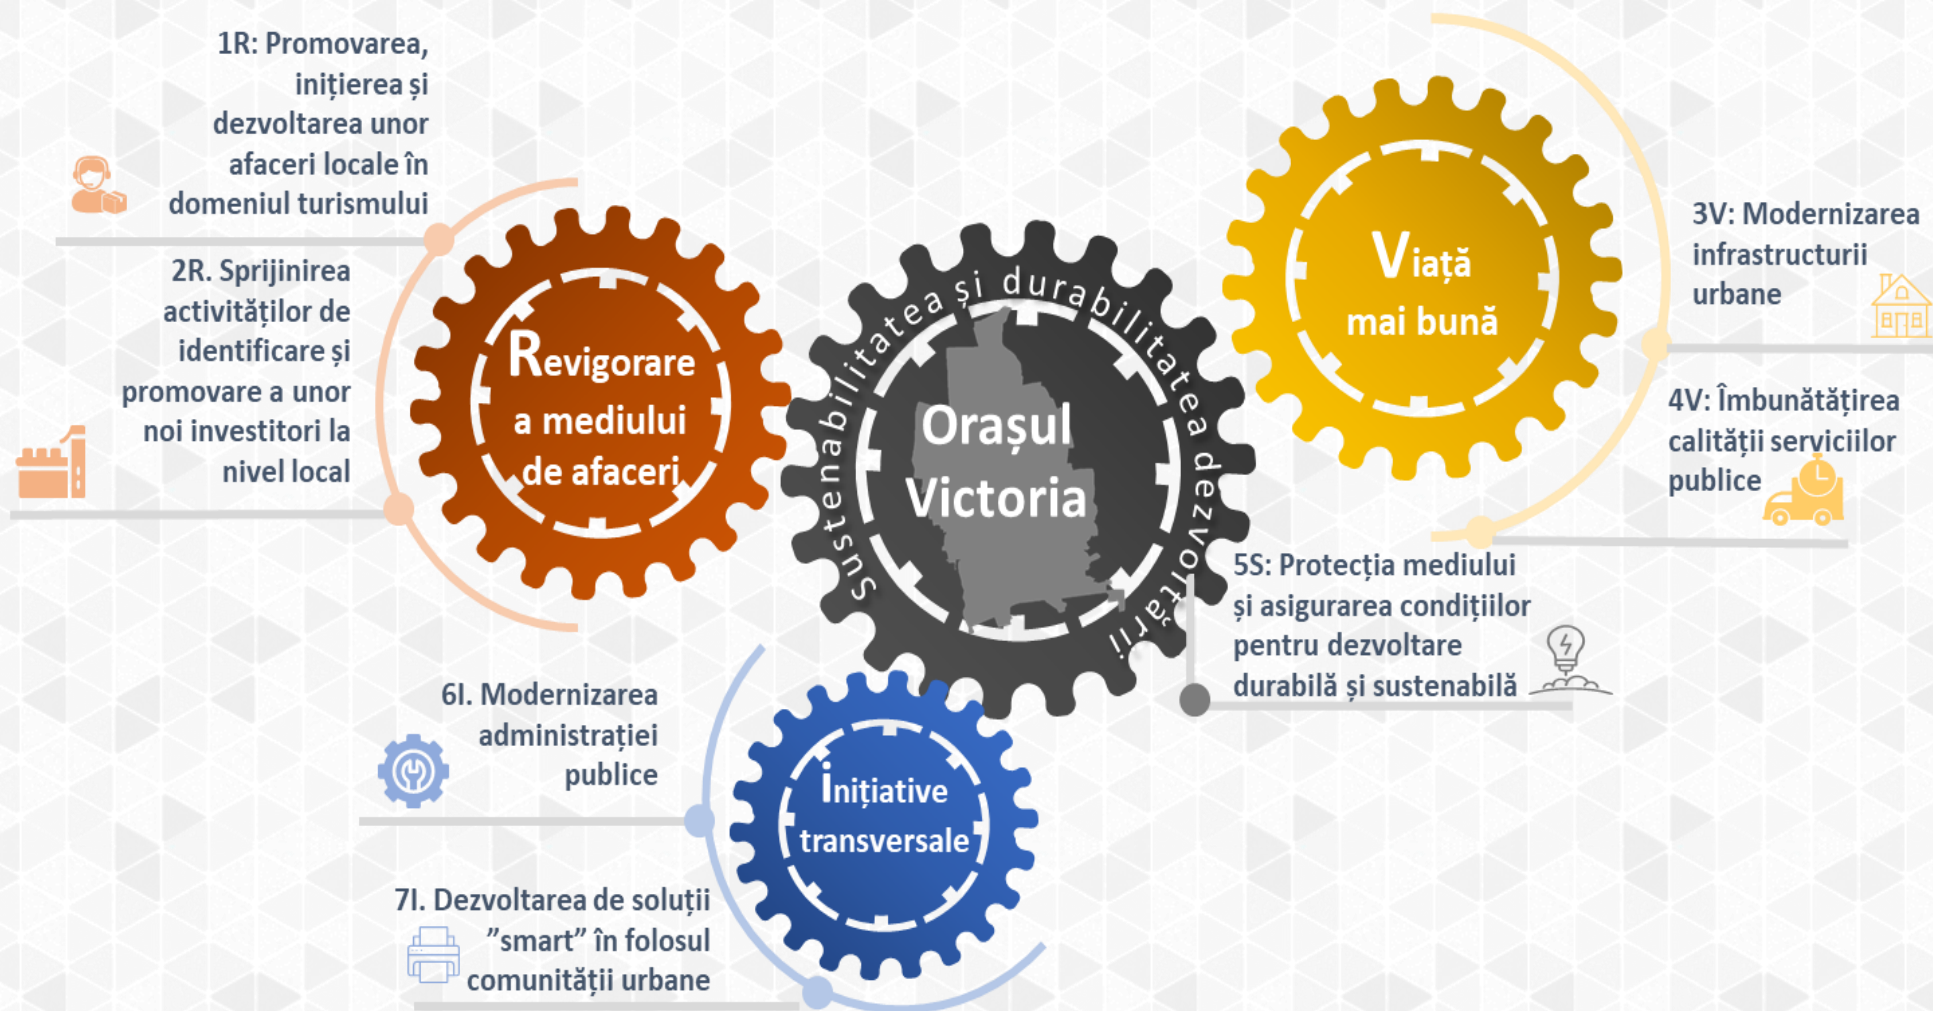 1R: Promovarea,
inițierea și
dezvoltarea unor
afaceri locale în
domeniul turismului
2R. Sprijinirea
activităților de
identificare și
promovare a unor
noi investitori la
nivel local
Revigorare
a mediului
de afaceri
Sustenabilitatea și durabilitatea dezvoltării
Orașul
Victoria
Viață
mai bună
3V: Modernizarea
infrastructurii
urbane
4V: Îmbunătățirea
calității serviciilor
publice
5S: Protecția mediului
și asigurarea condițiilor
pentru dezvoltare
durabilă și sustenabilă
6I. Modernizarea
administrației
publice
Inițiative
transversale
7I. Dezvoltarea de soluții
”smart” în folosul
comunității urbane